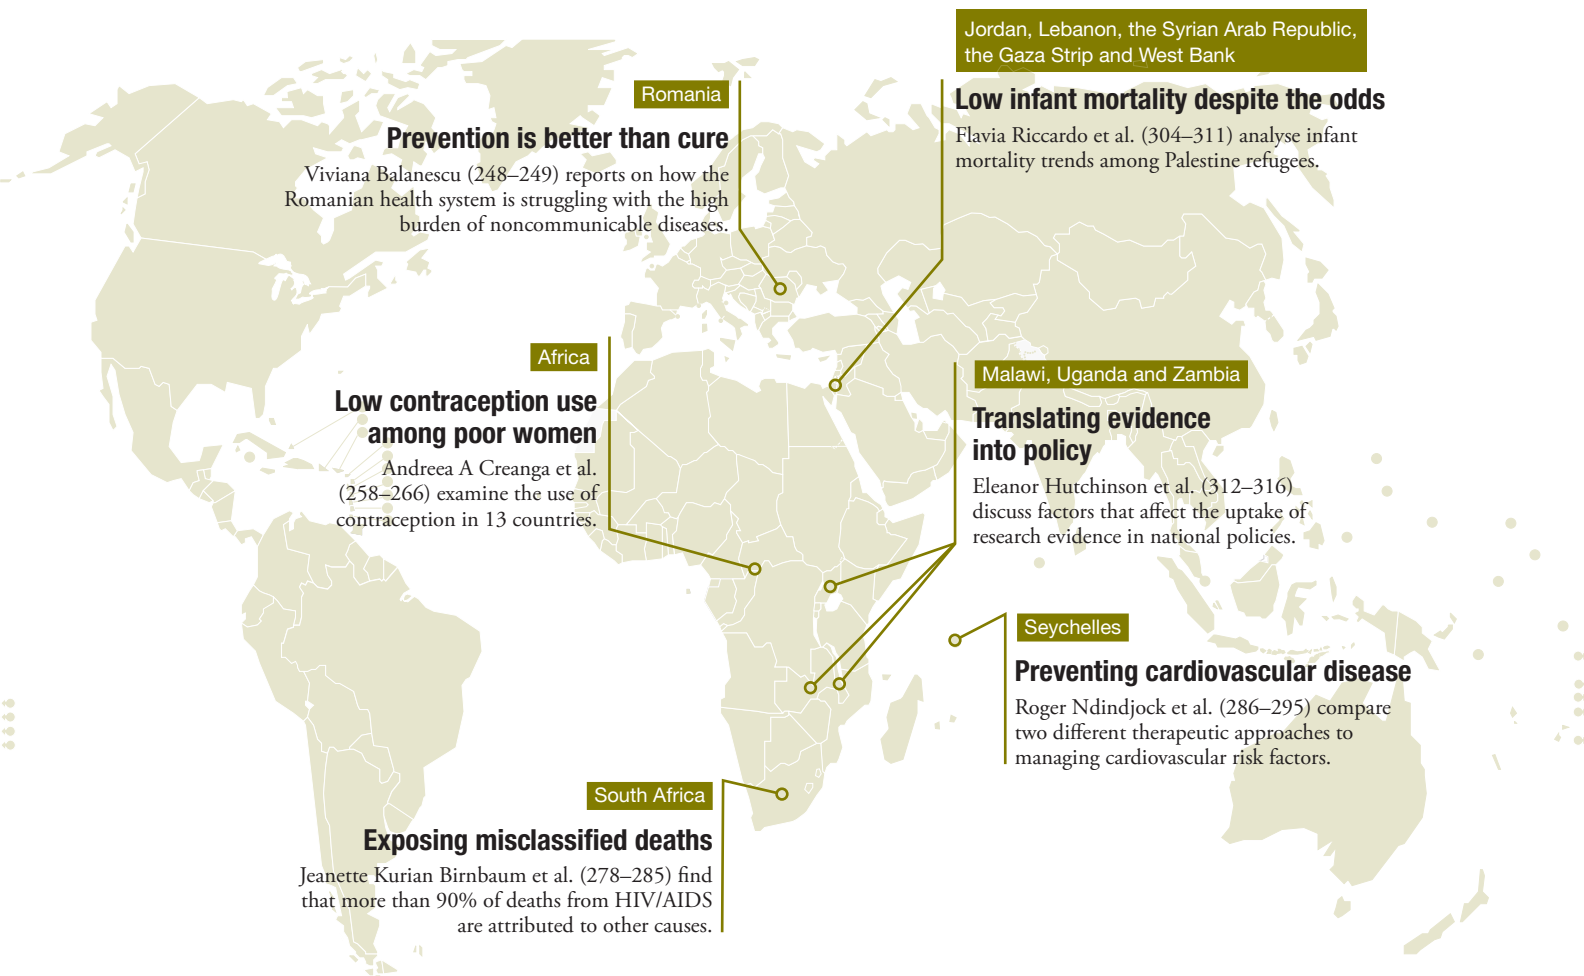 Jordan, Lebanon, the Syrian Arab Republic,
the Gaza Strip and West Bank
Low infant mortality despite the odds
Flavia Riccardo et al. (304–311) analyse infant
mortality trends among Palestine refugees.
Romania
Prevention is better than cure
Viviana Balanescu (248–249) reports on how the
Romanian health system is struggling with the high
burden of noncommunicable diseases.
Africa
Low contraception use
among poor women
Andreea A Creanga et al.
(258–266) examine the use of
contraception in 13 countries.
Malawi, Uganda and Zambia
Translating evidence
into policy
Eleanor Hutchinson et al. (312–316)
discuss factors that affect the uptake of
research evidence in national policies.
Seychelles
Preventing cardiovascular disease
Roger Ndindjock et al. (286–295) compare
two different therapeutic approaches to
managing cardiovascular risk factors.
South Africa
Exposing misclassified deaths
Jeanette Kurian Birnbaum et al. (278–285) find
that more than 90% of deaths from HIV/AIDS
are attributed to other causes.